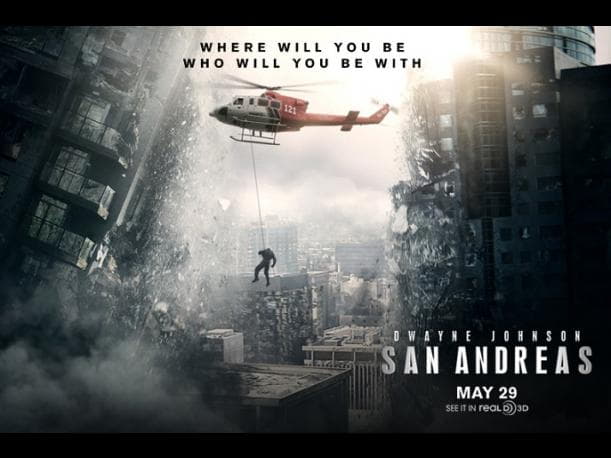 WHERE WILL YOU BE
WHO WILL YOU BE WITH
121
DWAYNE JOHNSON
SAN ANDREAS
MAY 29
SEE IT IN REAL D 3D